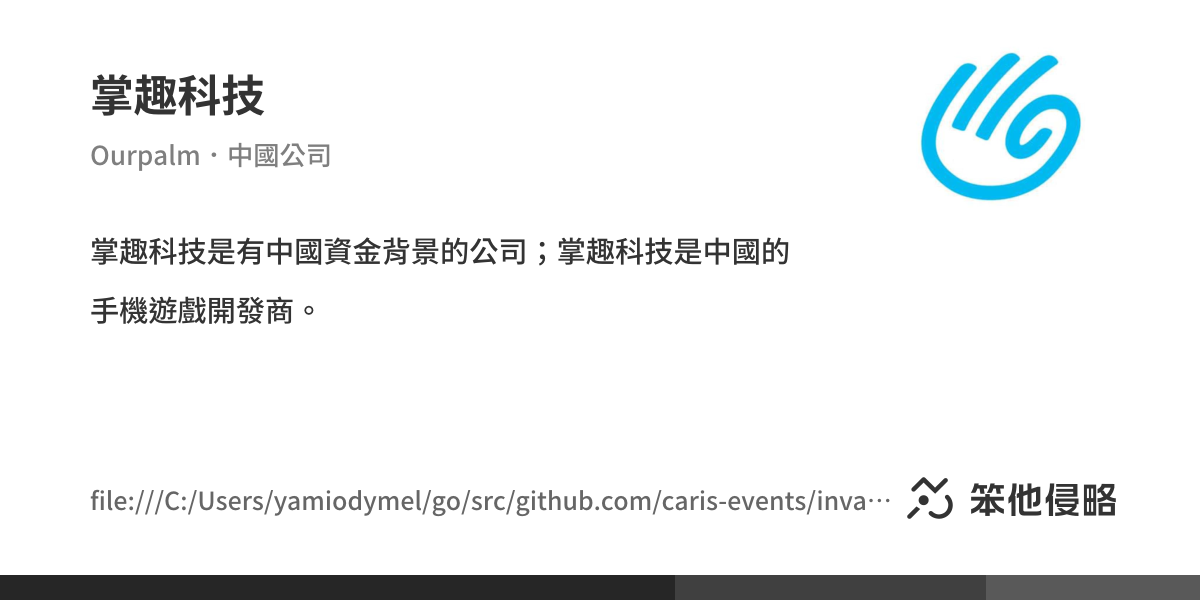 掌趣科技
Ourpalm・中國公司
掌趣科技是有中國資金背景的公司；掌趣科技是中國的
手機遊戲開發商。
file:///C:/Users/yamiodymel/go/src/github.com/caris-events/inva…
笨他侵略